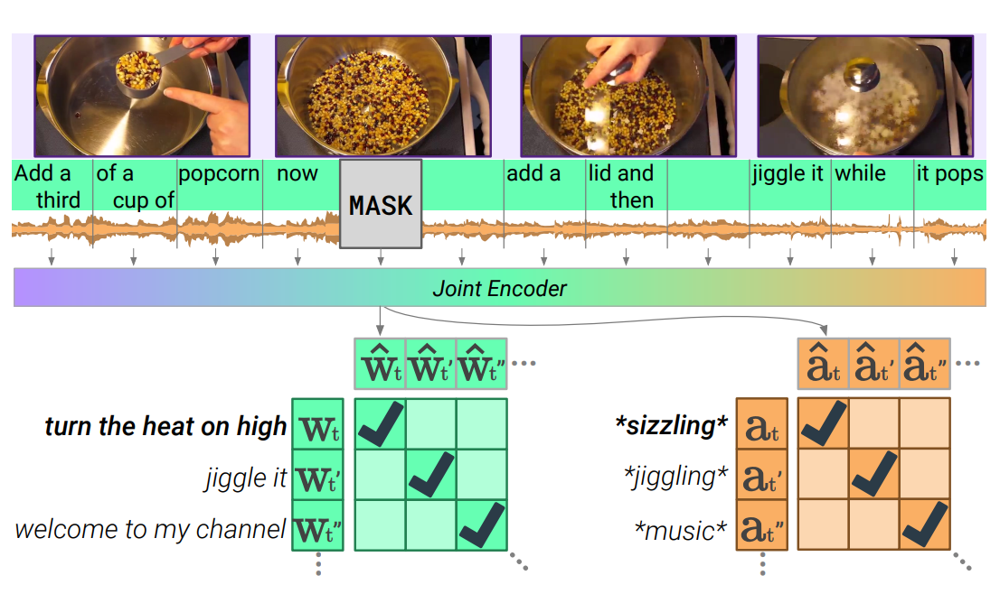 Add a third
of a cup of
popcorn
now
MASK
add a
lid and then
jiggle it
while
it pops
Joint Encoder
ŵt ŵt' ŵt" ...
ât ât' ât" ...
turn the heat on high wt
jiggle it wt'
welcome to my channel wt"
*sizzling* at
*jiggling* at'
*music* at"